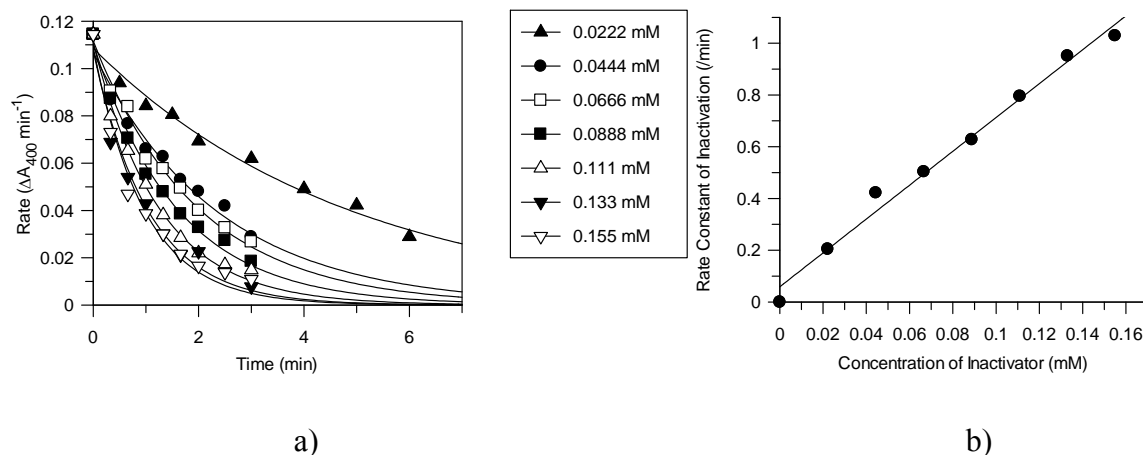 0.12
0.1
0.08
0.06
0.04
0.02
0
Rate (ΔA₄₀₀ min⁻¹)
0 2 4 6
Time (min)
a)
0.0222 mM
0.0444 mM
0.0666 mM
0.0888 mM
0.111 mM
0.133 mM
0.155 mM
1
0.8
0.6
0.4
0.2
0
Rate Constant of Inactivation (/min)
0 0.02 0.04 0.06 0.08 0.1 0.12 0.14 0.16
Concentration of Inactivator (mM)
b)